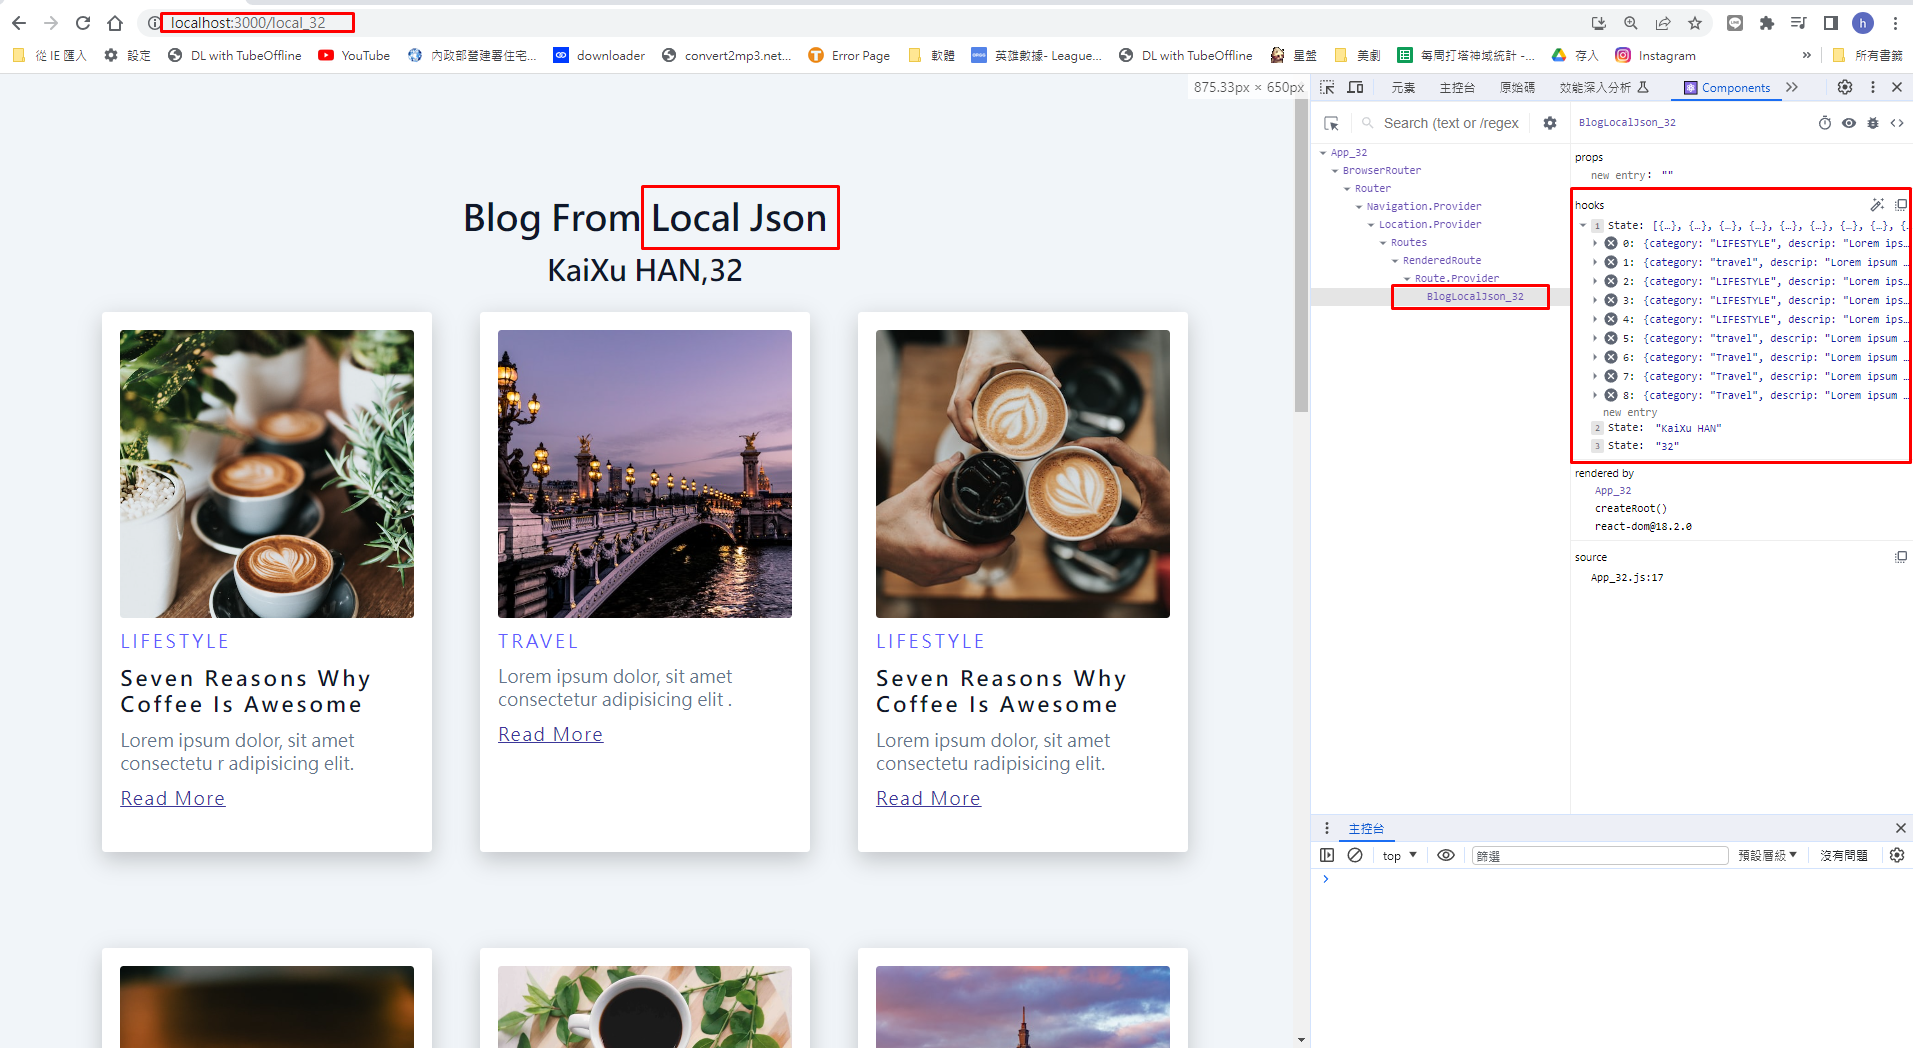 localhost:3000/local_32
h
從 IE 匯入
設定
DL with TubeOffline
YouTube
內政部營建署住宅...
downloader
convert2mp3.net...
Error Page
軟體
英雄數據- League...
DL with TubeOffline
星盤
美劇
每周打塔神域統計 -...
存入
Instagram
»
所有書籤
875.33px × 650px
元素
主控台
原始碼
效能深入分析
Components
Search (text or /regex
BlogLocalJson_32
App_32
BrowserRouter
Router
Navigation.Provider
Location.Provider
Routes
RenderedRoute
Route.Provider
BlogLocalJson_32
props
new entry: ""
hooks
1 State: [{…}, {…}, {…}, {…}, {…}, {…}, {…}, {…}, {.
0: {category: "LIFESTYLE", descrip: "Lorem ips…
1: {category: "travel", descrip: "Lorem ipsum …
2: {category: "LIFESTYLE", descrip: "Lorem ips…
3: {category: "LIFESTYLE", descrip: "Lorem ips…
4: {category: "LIFESTYLE", descrip: "Lorem ips…
5: {category: "travel", descrip: "Lorem ipsum …
6: {category: "Travel", descrip: "Lorem ipsum …
7: {category: "Travel", descrip: "Lorem ipsum …
8: {category: "Travel", descrip: "Lorem ipsum …
new entry
2 State: "KaiXu HAN"
3 State: "32"
rendered by
App_32
createRoot()
react-dom@18.2.0
source
App_32.js:17
Blog From Local Json
KaiXu HAN,32
LIFESTYLE
Seven Reasons Why
Coffee Is Awesome
Lorem ipsum dolor, sit amet
consectetu r adipisicing elit.
Read More
TRAVEL
Lorem ipsum dolor, sit amet
consectetur adipisicing elit .
Read More
LIFESTYLE
Seven Reasons Why
Coffee Is Awesome
Lorem ipsum dolor, sit amet
consectetu radipisicing elit.
Read More
主控台
top
篩選
預設層級
沒有問題